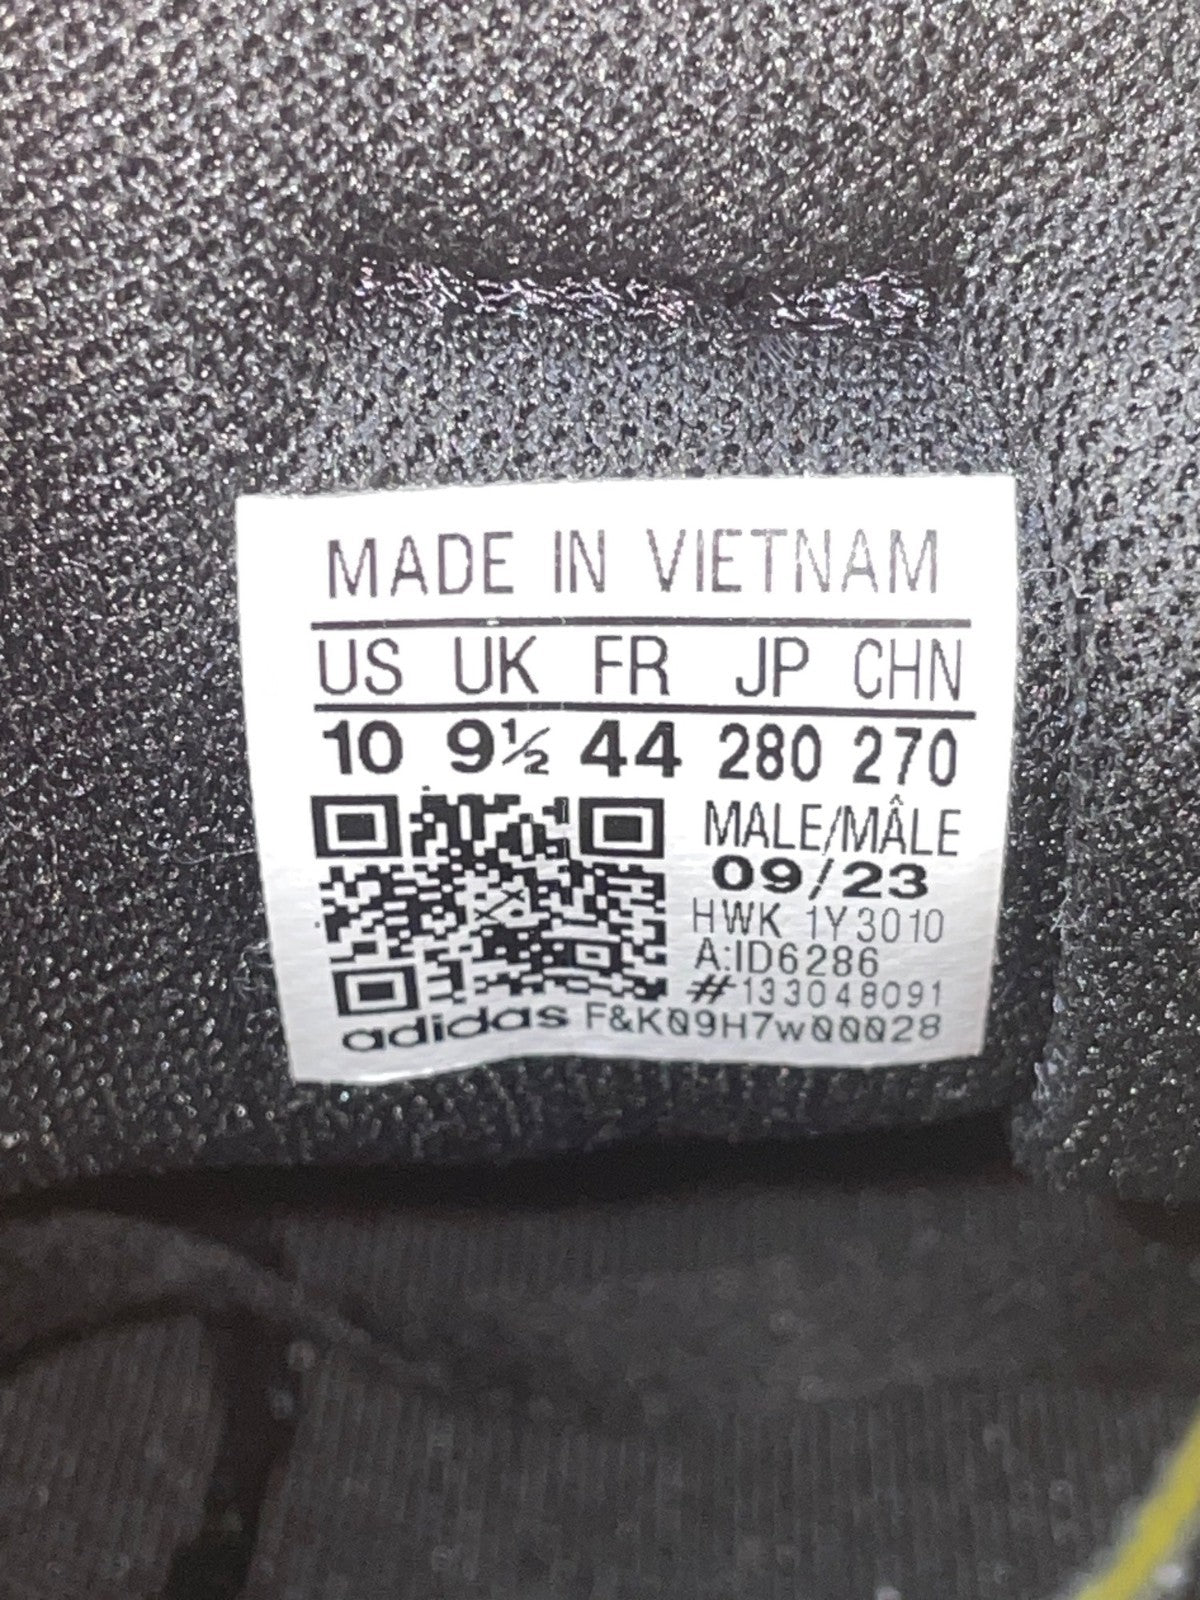 MADE IN VIETNAM
US UK FR JP CHN
10 9½ 44 280 270
MALE/MÂLE
09/23
HWK 1Y3010
A:ID6286
#133048091
adidas F&K09H7w00028